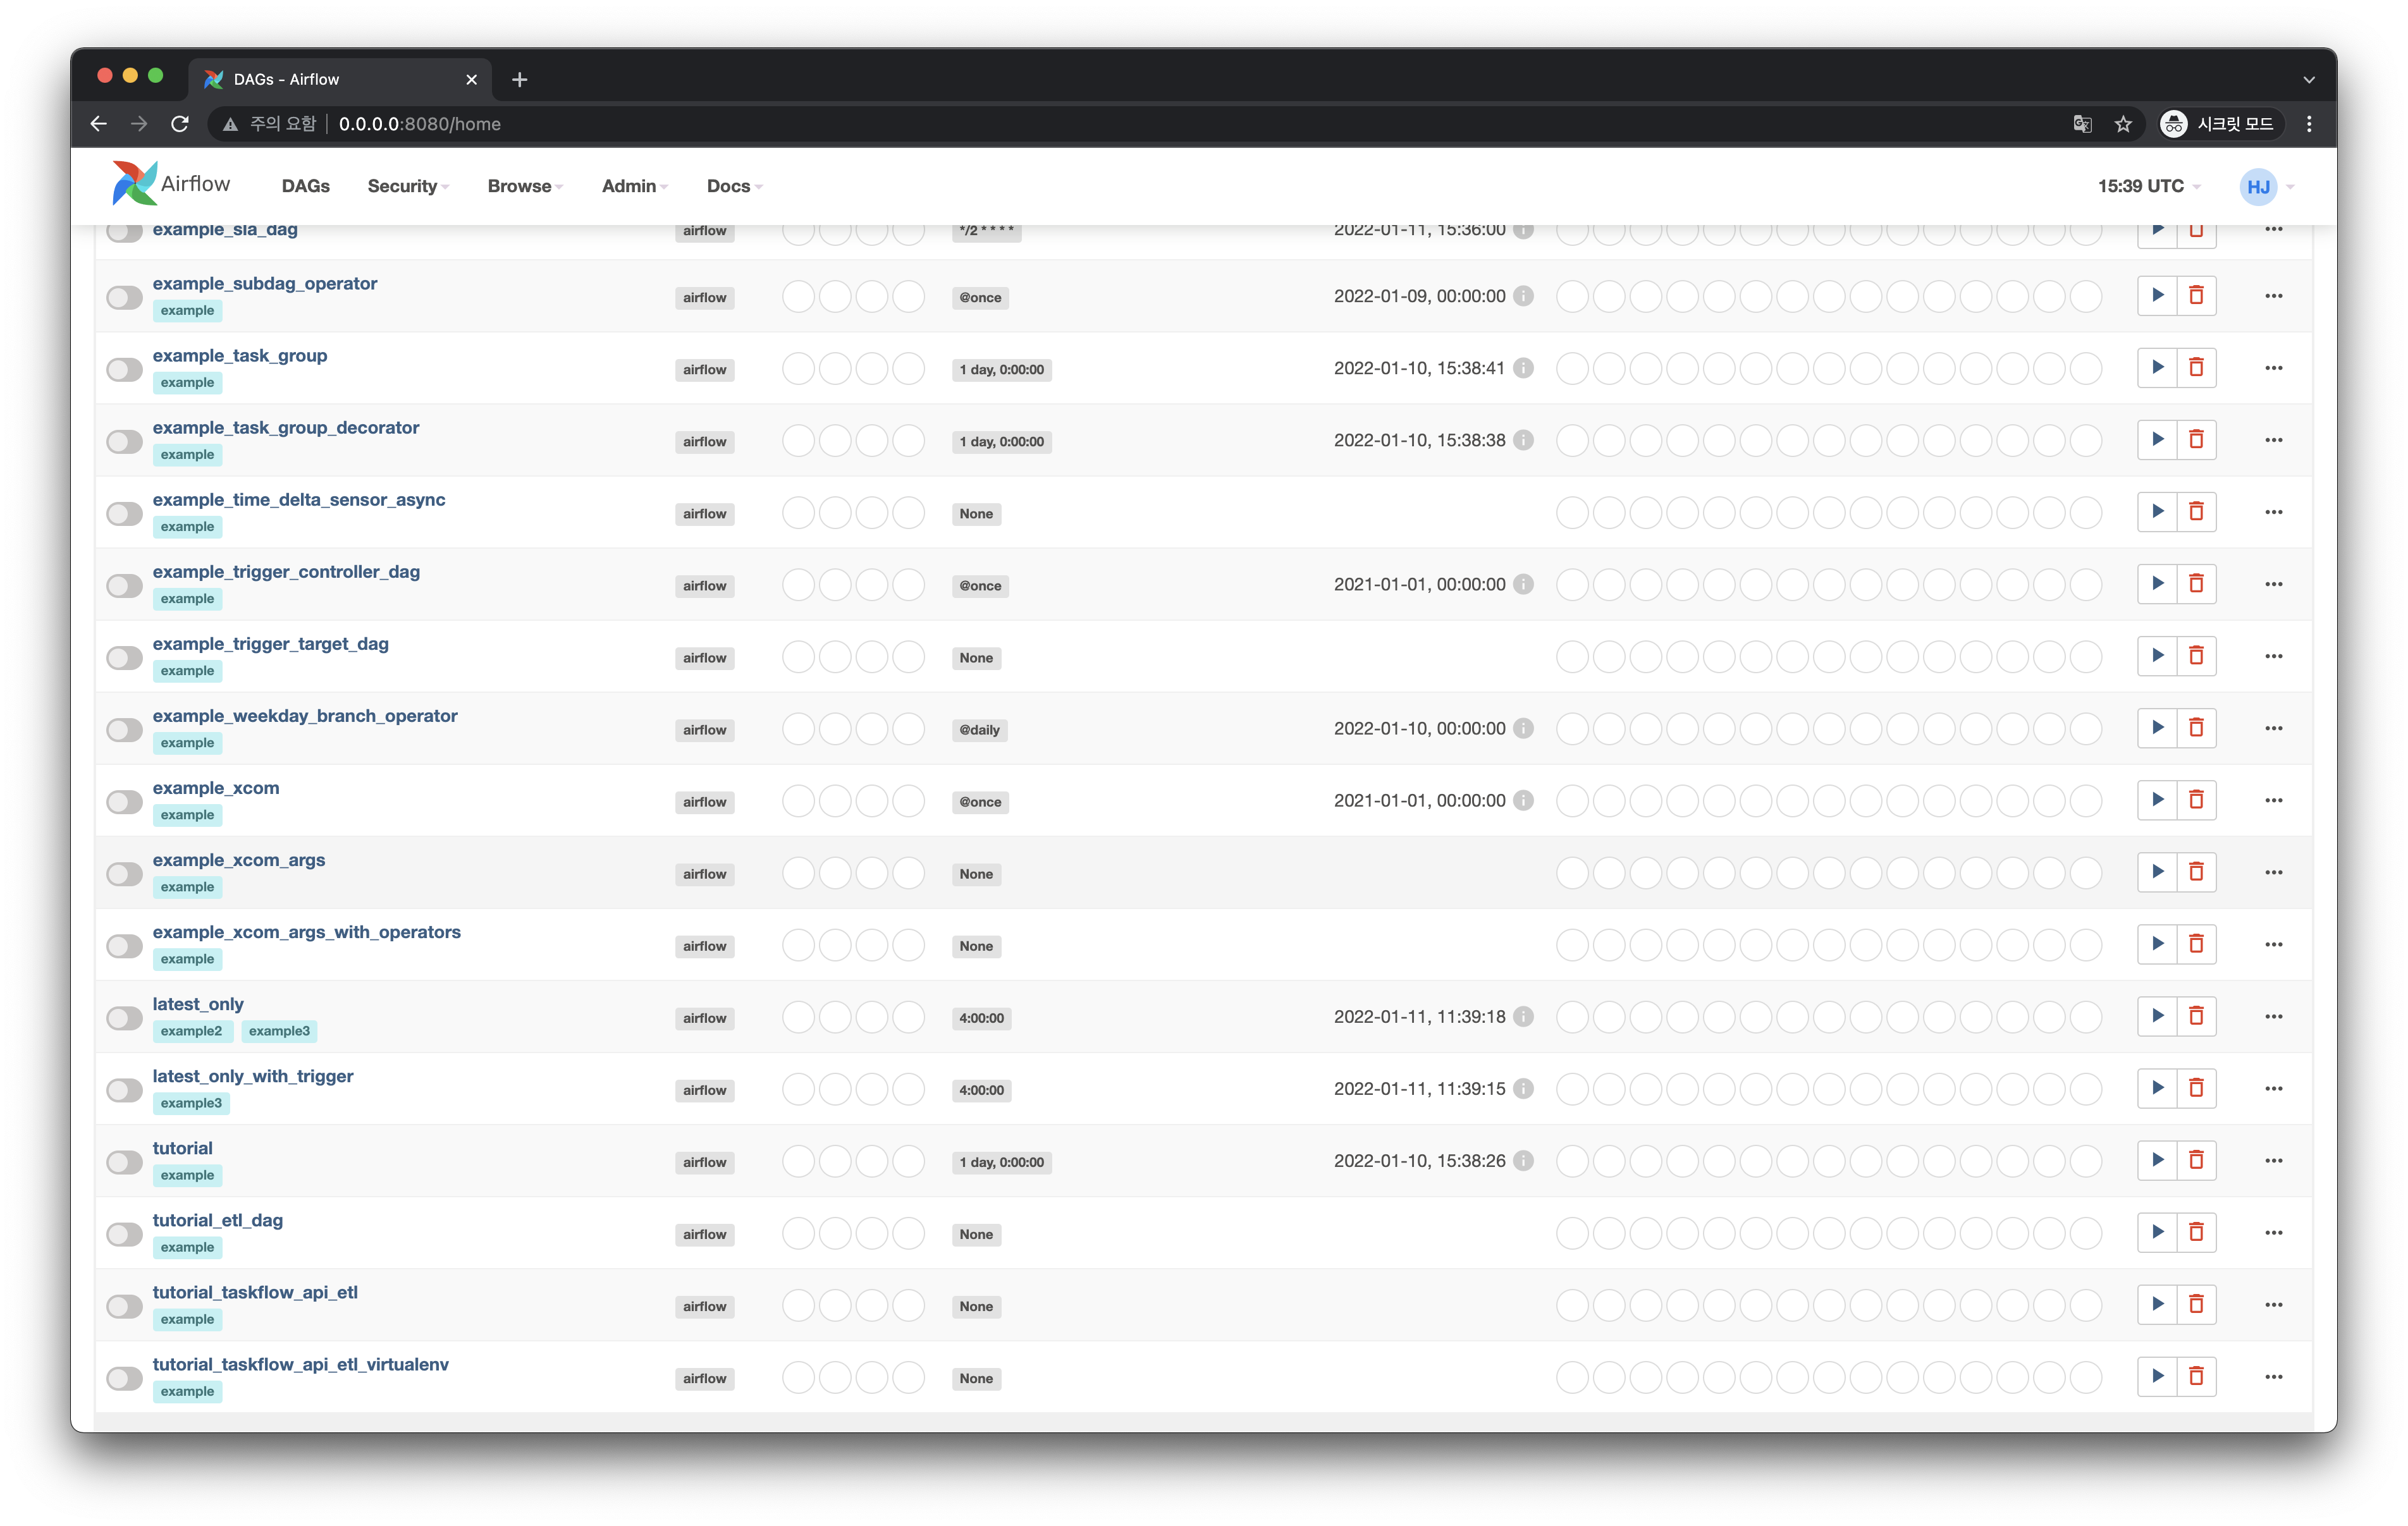 DAGs - Airflow
주의 요함 0.0.0.0:8080/home 시크릿 모드
Airflow DAGs Security Browse Admin Docs 15:39 UTC HJ
example_sla_dag airflow */2 * * * * 2022-01-11, 15:36:00
example_subdag_operator airflow @once 2022-01-09, 00:00:00
example
example_task_group airflow 1 day, 0:00:00 2022-01-10, 15:38:41
example
example_task_group_decorator airflow 1 day, 0:00:00 2022-01-10, 15:38:38
example
example_time_delta_sensor_async airflow None
example
example_trigger_controller_dag airflow @once 2021-01-01, 00:00:00
example
example_trigger_target_dag airflow None
example
example_weekday_branch_operator airflow @daily 2022-01-10, 00:00:00
example
example_xcom airflow @once 2021-01-01, 00:00:00
example
example_xcom_args airflow None
example
example_xcom_args_with_operators airflow None
example
latest_only airflow 4:00:00 2022-01-11, 11:39:18
example2 example3
latest_only_with_trigger airflow 4:00:00 2022-01-11, 11:39:15
example3
tutorial airflow 1 day, 0:00:00 2022-01-10, 15:38:26
example
tutorial_etl_dag airflow None
example
tutorial_taskflow_api_etl airflow None
example
tutorial_taskflow_api_etl_virtualenv airflow None
example